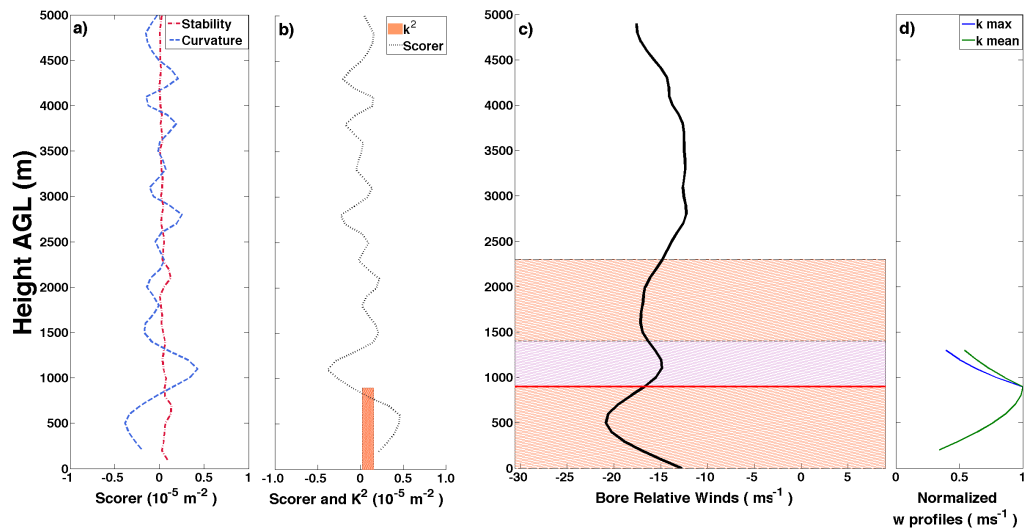 a)
Stability
Curvature
b)
k²
Scorer
c)
d)
k max
k mean
Height AGL (m)
5000
4500
4000
3500
3000
2500
2000
1500
1000
500
0
-1 -0.5 0 0.5 1
Scorer (10⁻⁵ m⁻²)
-1.0 -0.5 0 0.5 1.0
Scorer and K² (10⁻⁵ m⁻²)
5000
4500
4000
3500
3000
2500
2000
1500
1000
500
0
-30 -25 -20 -15 -10 -5 0 5
Bore Relative Winds ( ms⁻¹ )
0 0.5 1
Normalized
w profiles ( ms⁻¹ )